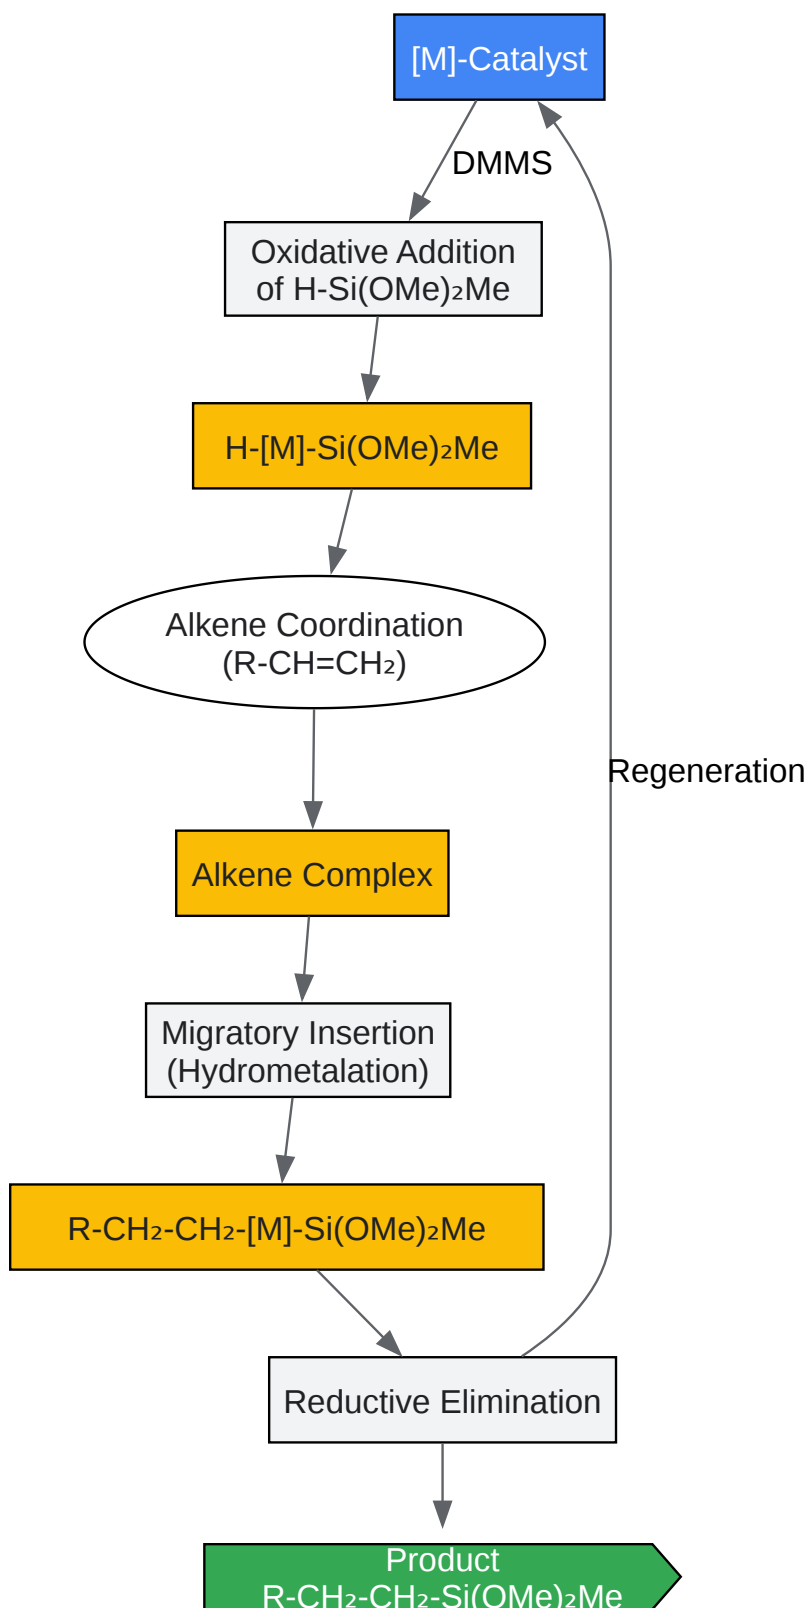 [M]-Catalyst
DMMS
Oxidative Addition
of H-Si(OMe)₂Me
H-[M]-Si(OMe)₂Me
Alkene Coordination
(R-CH=CH₂)
Regeneration
Alkene Complex
Migratory Insertion
(Hydrometalation)
R-CH₂-CH₂-[M]-Si(OMe)₂Me
Reductive Elimination
Product
R-CH₂-CH₂-Si(OMe)₂Me